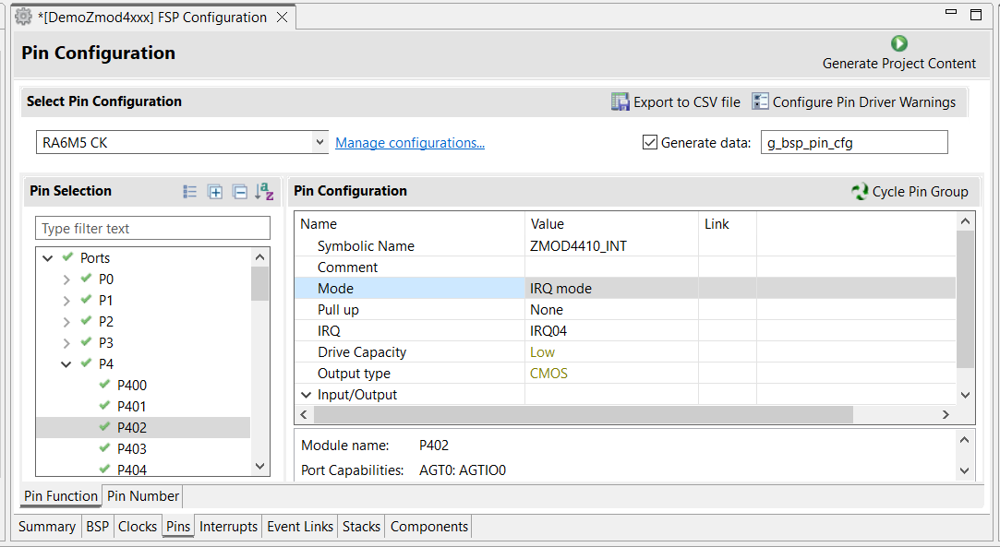 *[DemoZmod4xxx] FSP Configuration
Pin Configuration
Generate Project Content
Select Pin Configuration
Export to CSV file
Configure Pin Driver Warnings
RA6M5 CK
Manage configurations...
Generate data:
g_bsp_pin_cfg
Pin Selection
Type filter text
Ports
P0
P1
P2
P3
P4
P400
P401
P402
P403
P404
Pin Configuration
Cycle Pin Group
Name Value Link
Symbolic Name ZMOD4410_INT
Comment
Mode IRQ mode
Pull up None
IRQ IRQ04
Drive Capacity Low
Output type CMOS
Input/Output
Module name: P402
Port Capabilities: AGT0: AGTIO0
Pin Function Pin Number
Summary BSP Clocks Pins Interrupts Event Links Stacks Components